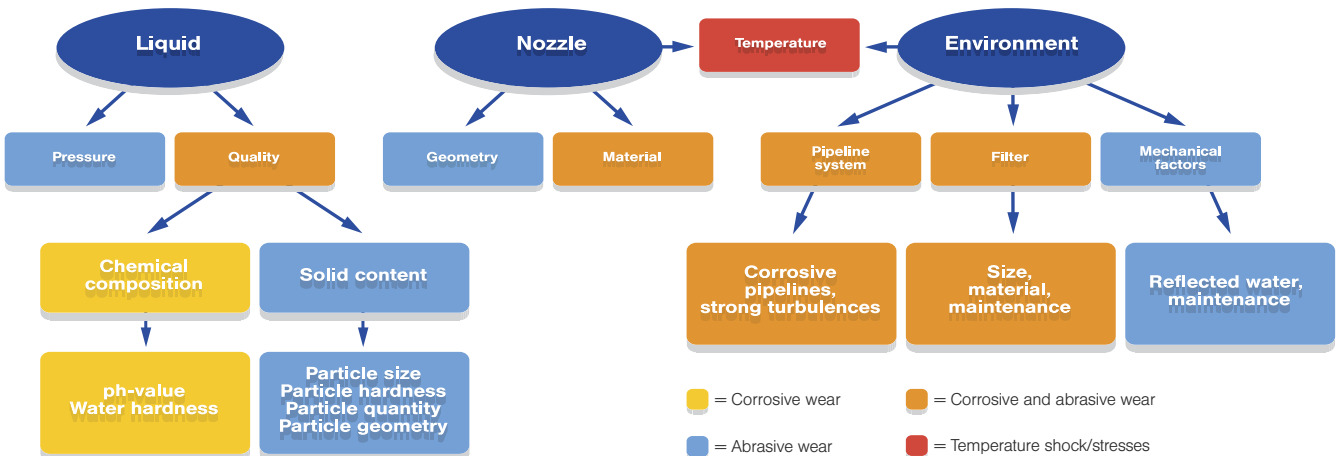 Liquid
Nozzle
Temperature
Environment
Pressure
Quality
Geometry
Material
Pipeline
system
Filter
Mechanical
factors
Chemical
composition
Solid content
Corrosive
pipelines,
strong turbulences
Size,
material,
maintenance
Reflected water,
maintenance
ph-value
Water hardness
Particle size
Particle hardness
Particle quantity
Particle geometry
= Corrosive wear
= Corrosive and abrasive wear
= Abrasive wear
= Temperature shock/stresses